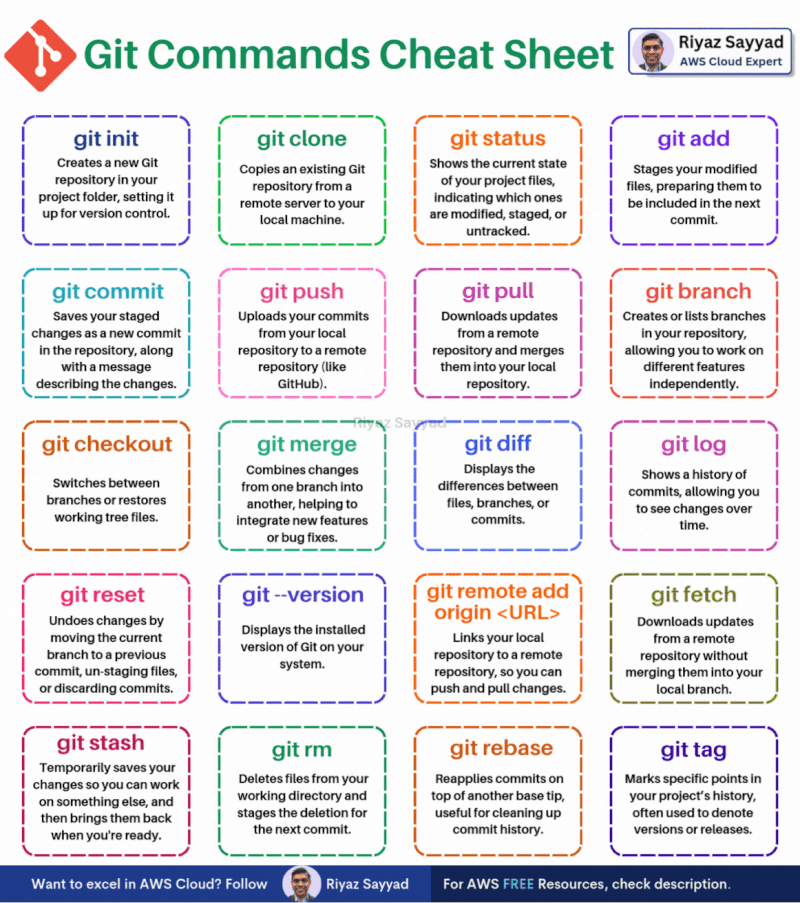 Git Commands Cheat Sheet
Riyaz Sayyad
AWS Cloud Expert
git init
Creates a new Git
repository in your
project folder, setting it
up for version control.
git clone
Copies an existing Git
repository from a
remote server to your
local machine.
git status
Shows the current state
of your project files,
indicating which ones
are modified, staged, or
untracked.
git add
Stages your modified
files, preparing them to
be included in the next
commit.
git commit
Saves your staged
changes as a new commit
in the repository, along
with a message
describing the changes.
git push
Uploads your commits
from your local
repository to a remote
repository (like
GitHub).
git pull
Downloads updates
from a remote
repository and merges
them into your local
repository.
git branch
Creates or lists branches
in your repository,
allowing you to work on
different features
independently.
Riyaz Sayyad
git checkout
Switches between
branches or restores
working tree files.
git merge
Combines changes
from one branch into
another, helping to
integrate new features
or bug fixes.
git diff
Displays the
differences between
files, branches, or
commits.
git log
Shows a history of
commits, allowing you
to see changes over
time.
git reset
Undoes changes by
moving the current
branch to a previous
commit, un-staging files,
or discarding commits.
git --version
Displays the installed
version of Git on your
system.
git remote add
origin <URL>
Links your local
repository to a remote
repository, so you can
push and pull changes.
git fetch
Downloads updates
from a remote
repository without
merging them into your
local branch.
git stash
Temporarily saves your
changes so you can work
on something else, and
then brings them back
when you're ready.
git rm
Deletes files from your
working directory and
stages the deletion for
the next commit.
git rebase
Reapplies commits on
top of another base tip,
useful for cleaning up
commit history.
git tag
Marks specific points in
your project's history,
often used to denote
versions or releases.
Want to excel in AWS Cloud? Follow Riyaz Sayyad
For AWS FREE Resources, check description.